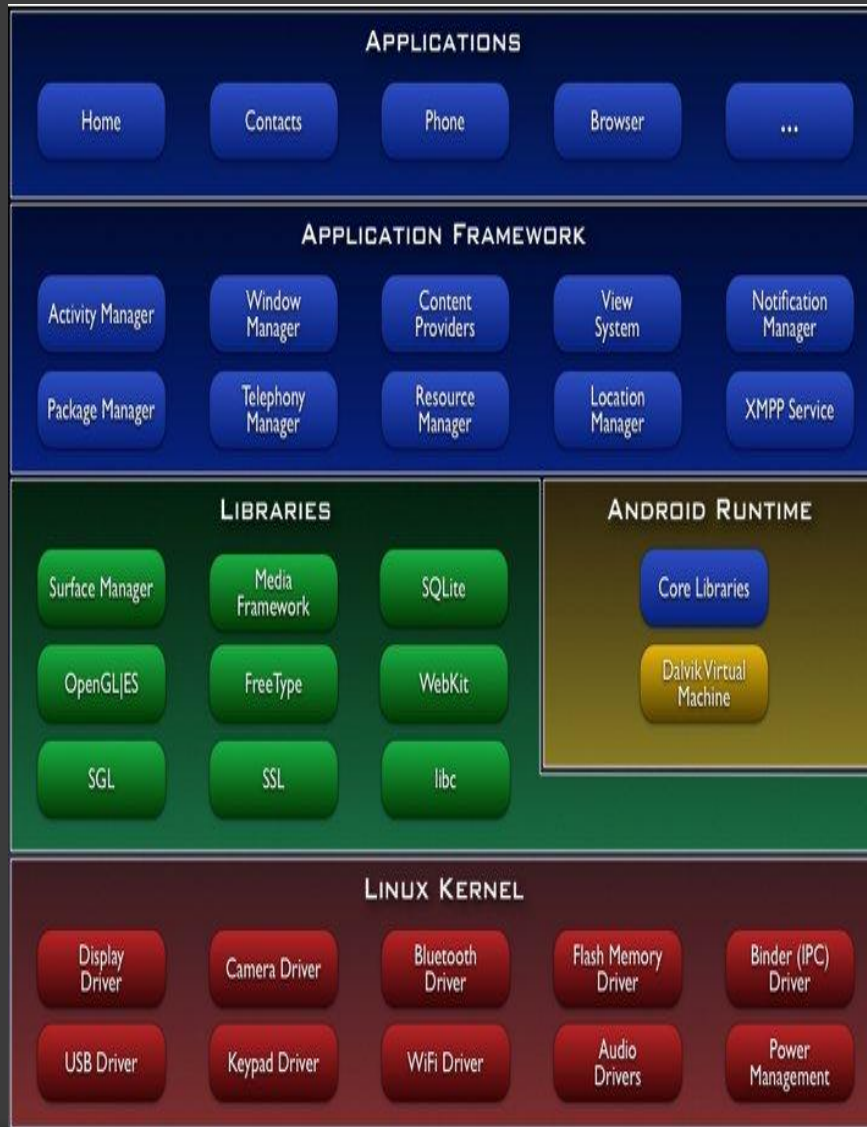 APPLICATIONS
Home
Contacts
Phone
Browser
...
APPLICATION FRAMEWORK
Activity Manager
Window
Manager
Content
Providers
View
System
Notification
Manager
Package Manager
Telephony
Manager
Resource
Manager
Location
Manager
XMPP Service
LIBRARIES
Surface Manager
Media
Framework
SQLite
OpenGL|ES
FreeType
WebKit
SGL
SSL
libc
ANDROID RUNTIME
Core Libraries
Dalvik Virtual
Machine
LINUX KERNEL
Display
Driver
Camera Driver
Bluetooth
Driver
Flash Memory
Driver
Binder (IPC)
Driver
USB Driver
Keypad Driver
WiFi Driver
Audio
Drivers
Power
Management